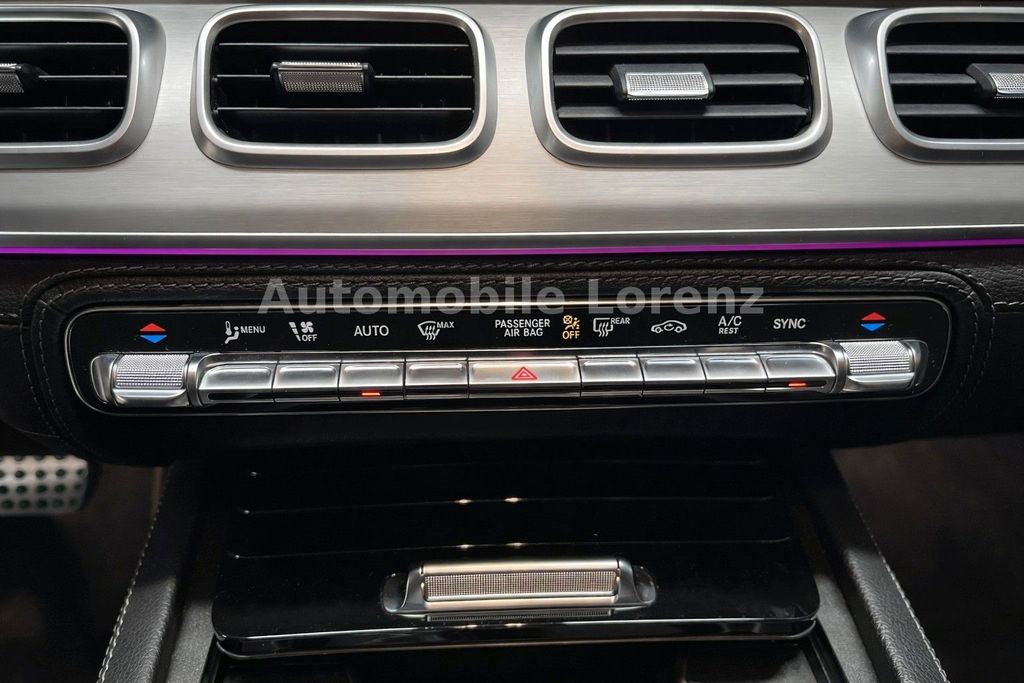 Automobile Lorenz
MENU
OFF
AUTO
MAX
PASSENGER
AIR BAG
OFF
REAR
A/C
REST
SYNC